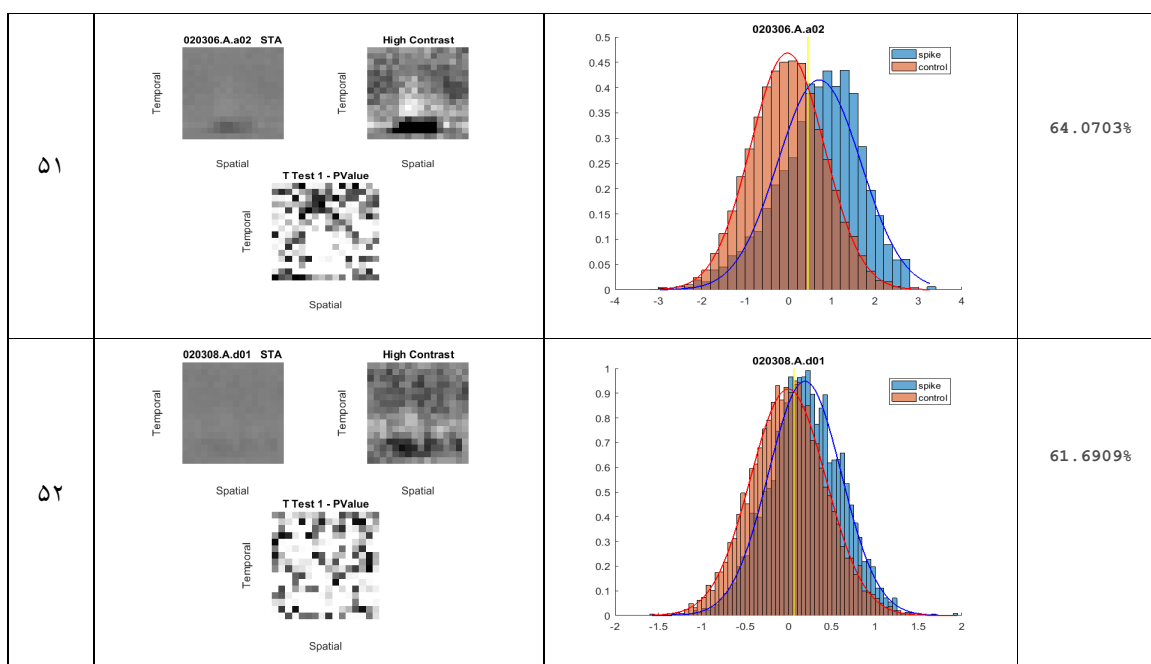 ۵۱
020306.A.a02 STA
High Contrast
Temporal
Temporal
Spatial
Spatial
T Test 1 - PValue
Temporal
Spatial
020306.A.a02
0.5
0.45
0.4
0.35
0.3
0.25
0.2
0.15
0.1
0.05
0
-4 -3 -2 -1 0 1 2 3 4
spike
control
64.0703%
۵۲
020308.A.d01 STA
High Contrast
Temporal
Temporal
Spatial
Spatial
T Test 1 - PValue
Temporal
Spatial
020308.A.d01
1
0.9
0.8
0.7
0.6
0.5
0.4
0.3
0.2
0.1
0
-2 -1.5 -1 -0.5 0 0.5 1 1.5 2
spike
control
61.6909%